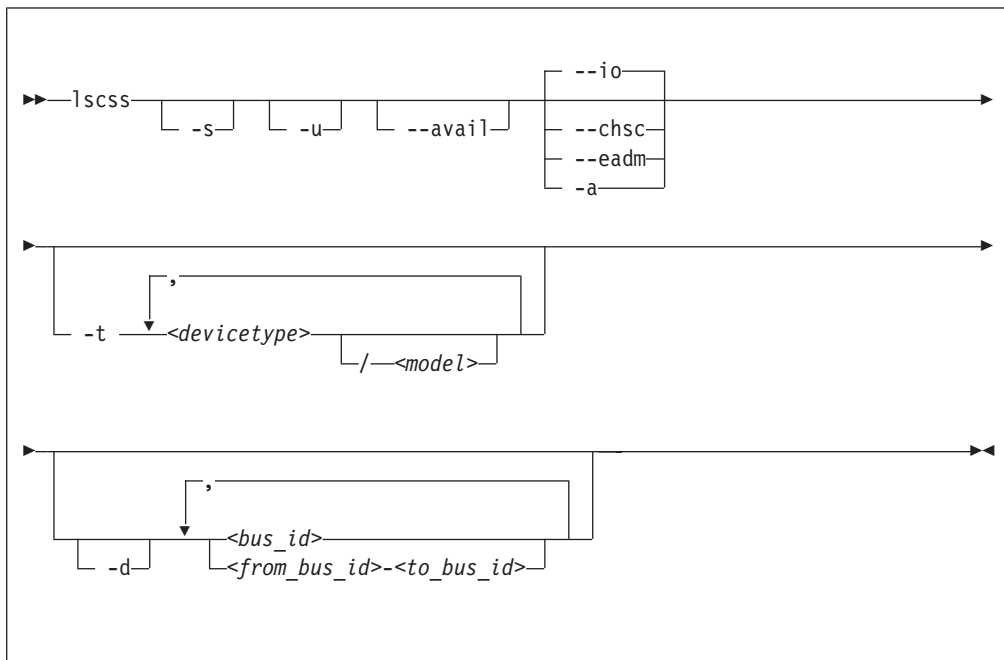 --io
lscss
-s
-u
--avail
--chsc
--eadm
-a
,
-t
<devicetype>
/
<model>
,
<bus_id>
-d
<from_bus_id>-<to_bus_id>